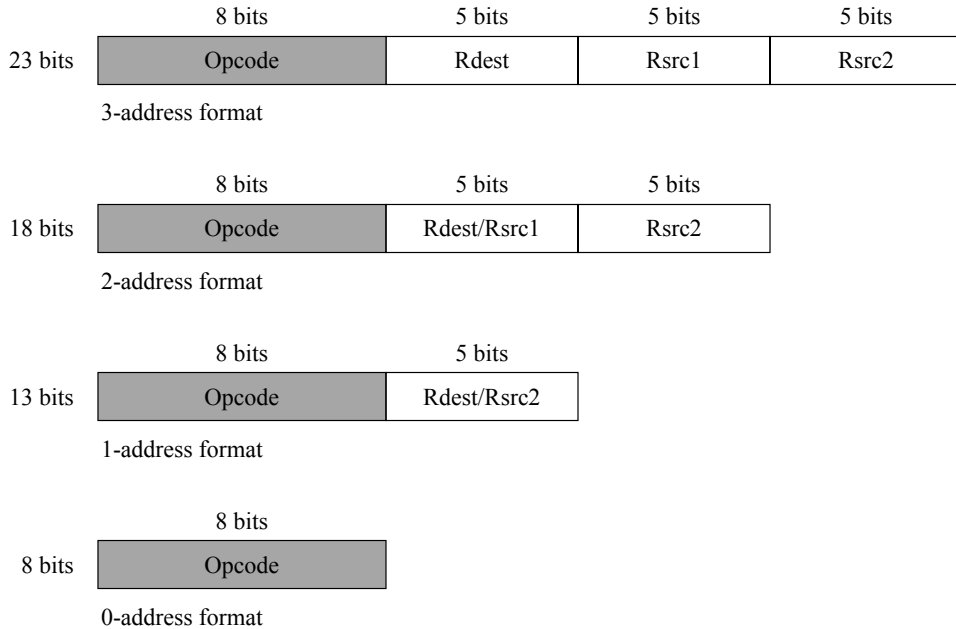 8 bits 5 bits 5 bits 5 bits
23 bits Opcode Rdest Rsrc1 Rsrc2
3-address format
8 bits 5 bits 5 bits
18 bits Opcode Rdest/Rsrc1 Rsrc2
2-address format
8 bits 5 bits
13 bits Opcode Rdest/Rsrc2
1-address format
8 bits
8 bits Opcode
0-address format